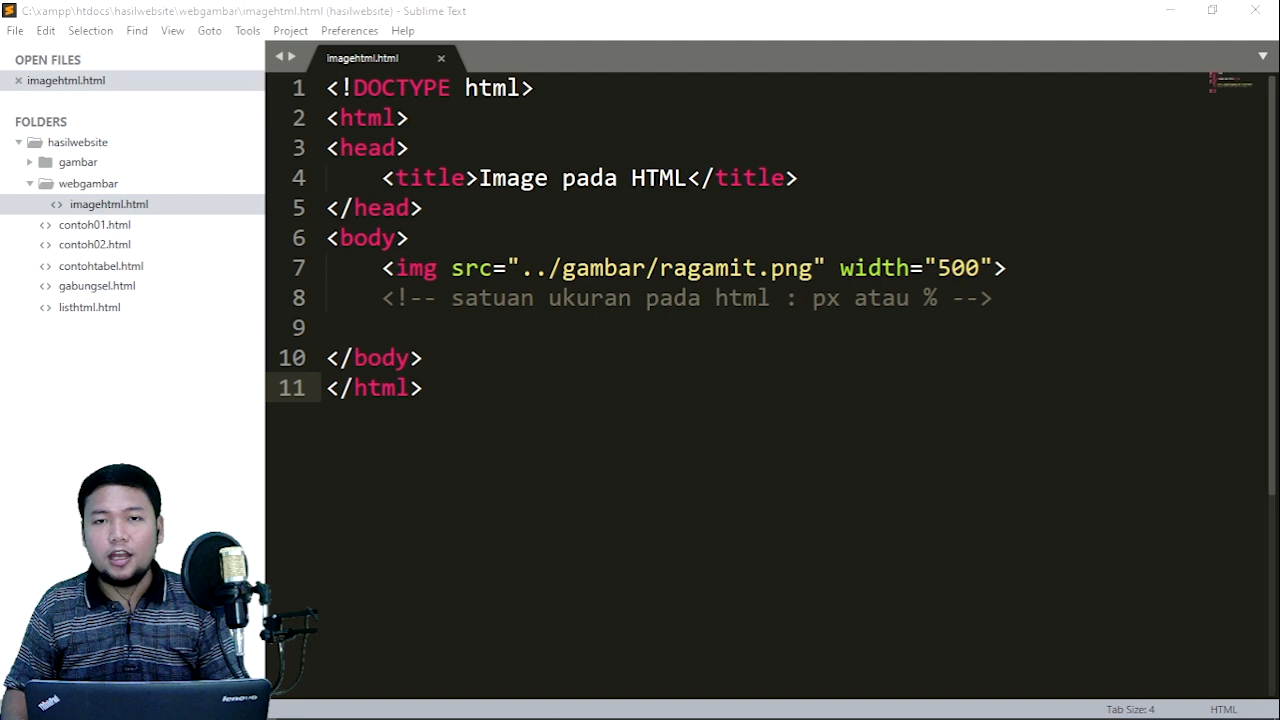 C:\xampp\htdocs\hasilwebsite\webgambar\imagehtml.html (hasilwebsite) - Sublime Text
File Edit Selection Find View Goto Tools Project Preferences Help
OPEN FILES
imagehtml.html
FOLDERS
hasilwebsite
gambar
webgambar
imagehtml.html
contoh01.html
contoh02.html
contohtabel.html
gabungsel.html
listhtml.html
imagehtml.html
1 <!DOCTYPE html>
2 <html>
3 <head>
4 <title>Image pada HTML</title>
5 </head>
6 <body>
7 <img src="../gambar/ragamit.png" width="500">
8 <!-- satuan ukuran pada html : px atau % -->
9
10 </body>
11 </html>
ThinkPad
lenovo
Tab Size: 4 HTML